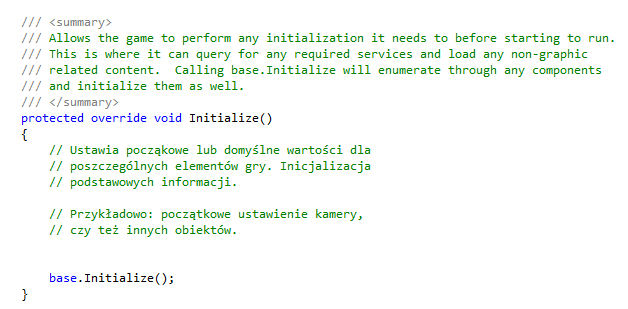 /// <summary>
/// Allows the game to perform any initialization it needs to before starting to run.
/// This is where it can query for any required services and load any non-graphic
/// related content.  Calling base.Initialize will enumerate through any components
/// and initialize them as well.
/// </summary>
protected override void Initialize()
{
    // Ustawia począkowe lub domyślne wartości dla
    // poszczególnych elementów gry. Inicjalizacja
    // podstawowych informacji.
    // Przykładowo: początkowe ustawienie kamery,
    // czy też innych obiektów.
    base.Initialize();
}